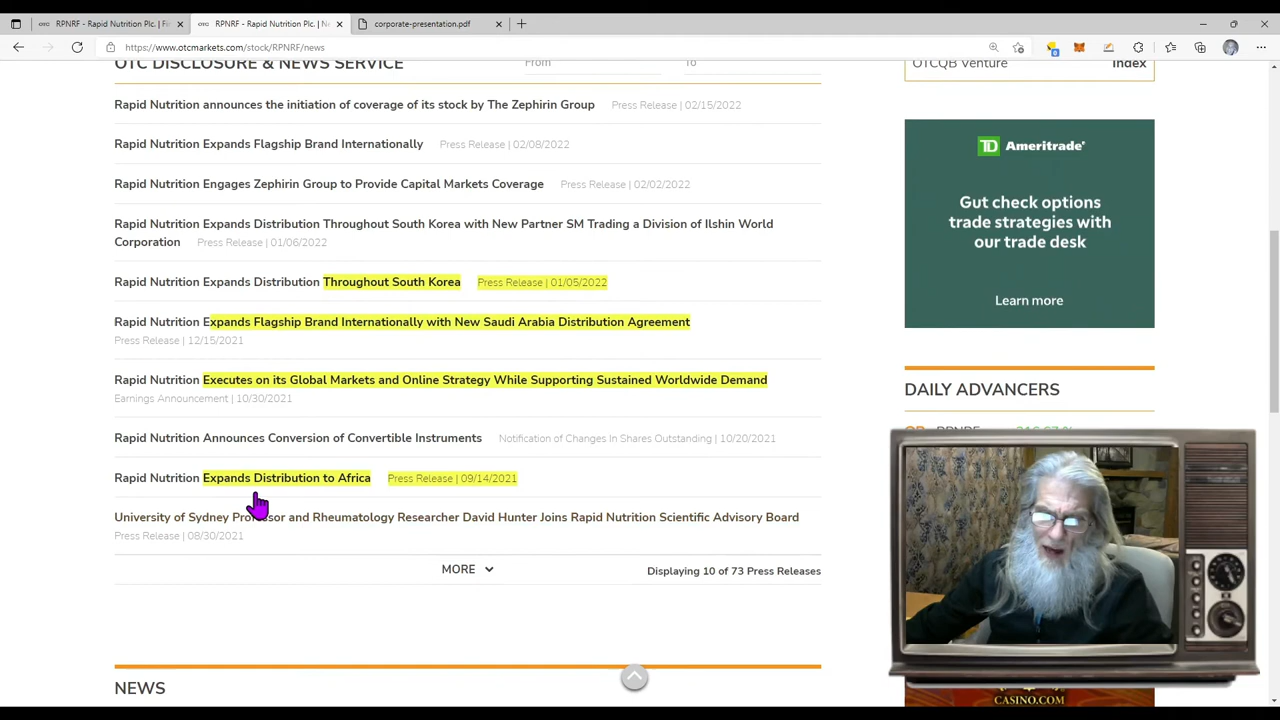 RPNRF - Rapid Nutrition Plc. | Fi
RPNRF - Rapid Nutrition Plc. | Ne
corporate-presentation.pdf
https://www.otcmarkets.com/stock/RPNRF/news
OTC DISCLOSURE & NEWS SERVICE
From
To
Rapid Nutrition announces the initiation of coverage of its stock by The Zephirin Group Press Release | 02/15/2022
Rapid Nutrition Expands Flagship Brand Internationally Press Release | 02/08/2022
Rapid Nutrition Engages Zephirin Group to Provide Capital Markets Coverage Press Release | 02/02/2022
Rapid Nutrition Expands Distribution Throughout South Korea with New Partner SM Trading a Division of Ilshin World
Corporation Press Release | 01/06/2022
Rapid Nutrition Expands Distribution Throughout South Korea Press Release | 01/05/2022
Rapid Nutrition Expands Flagship Brand Internationally with New Saudi Arabia Distribution Agreement
Press Release | 12/15/2021
Rapid Nutrition Executes on its Global Markets and Online Strategy While Supporting Sustained Worldwide Demand
Earnings Announcement | 10/30/2021
Rapid Nutrition Announces Conversion of Convertible Instruments Notification of Changes In Shares Outstanding | 10/20/2021
Rapid Nutrition Expands Distribution to Africa Press Release | 09/14/2021
University of Sydney Professor and Rheumatology Researcher David Hunter Joins Rapid Nutrition Scientific Advisory Board
Press Release | 08/30/2021
MORE
Displaying 10 of 73 Press Releases
NEWS
OTCQB Venture
Index
TD Ameritrade
Gut check options
trade strategies with
our trade desk
Learn more
DAILY ADVANCERS
CASINO.COM